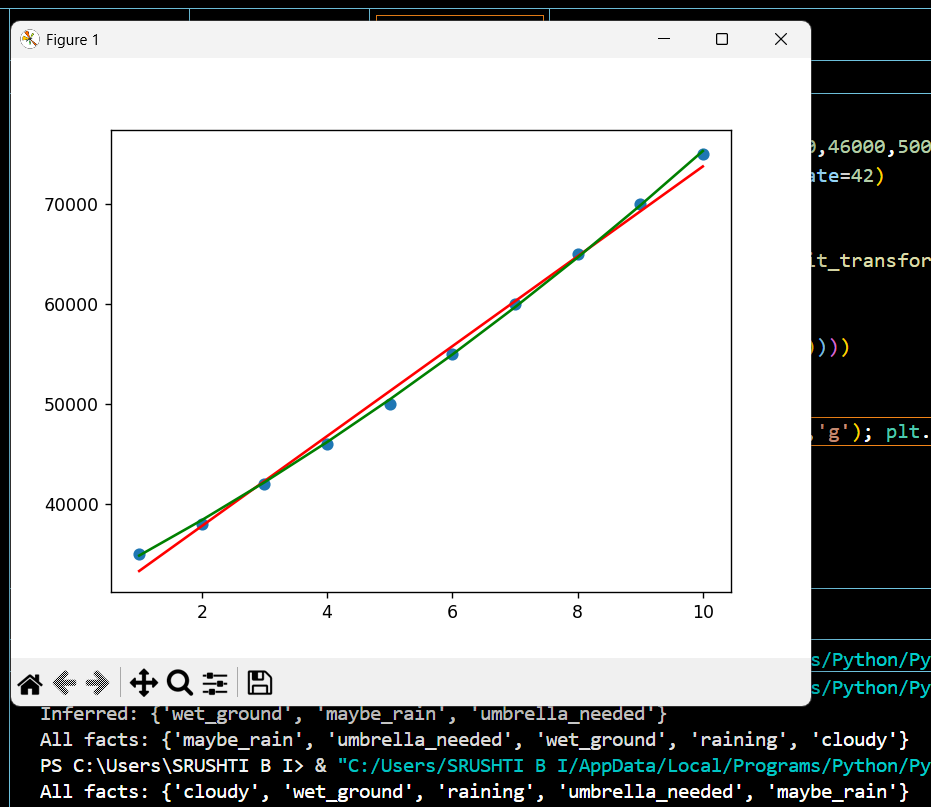 Figure 1
0,46000,500
ate=42)
it_transfor
))))
,'g'); plt.
70000
60000
50000
40000
2 4 6 8 10
s/Python/Py
s/Python/Py
Inferred: {'wet_ground', 'maybe_rain', 'umbrella_needed'}
All facts: {'maybe_rain', 'umbrella_needed', 'wet_ground', 'raining', 'cloudy'}
PS C:\Users\SRUSHTI B I> & "C:/Users/SRUSHTI B I/AppData/Local/Programs/Python/Py
All facts: {'cloudy', 'wet_ground', 'raining', 'umbrella_needed', 'maybe_rain'}